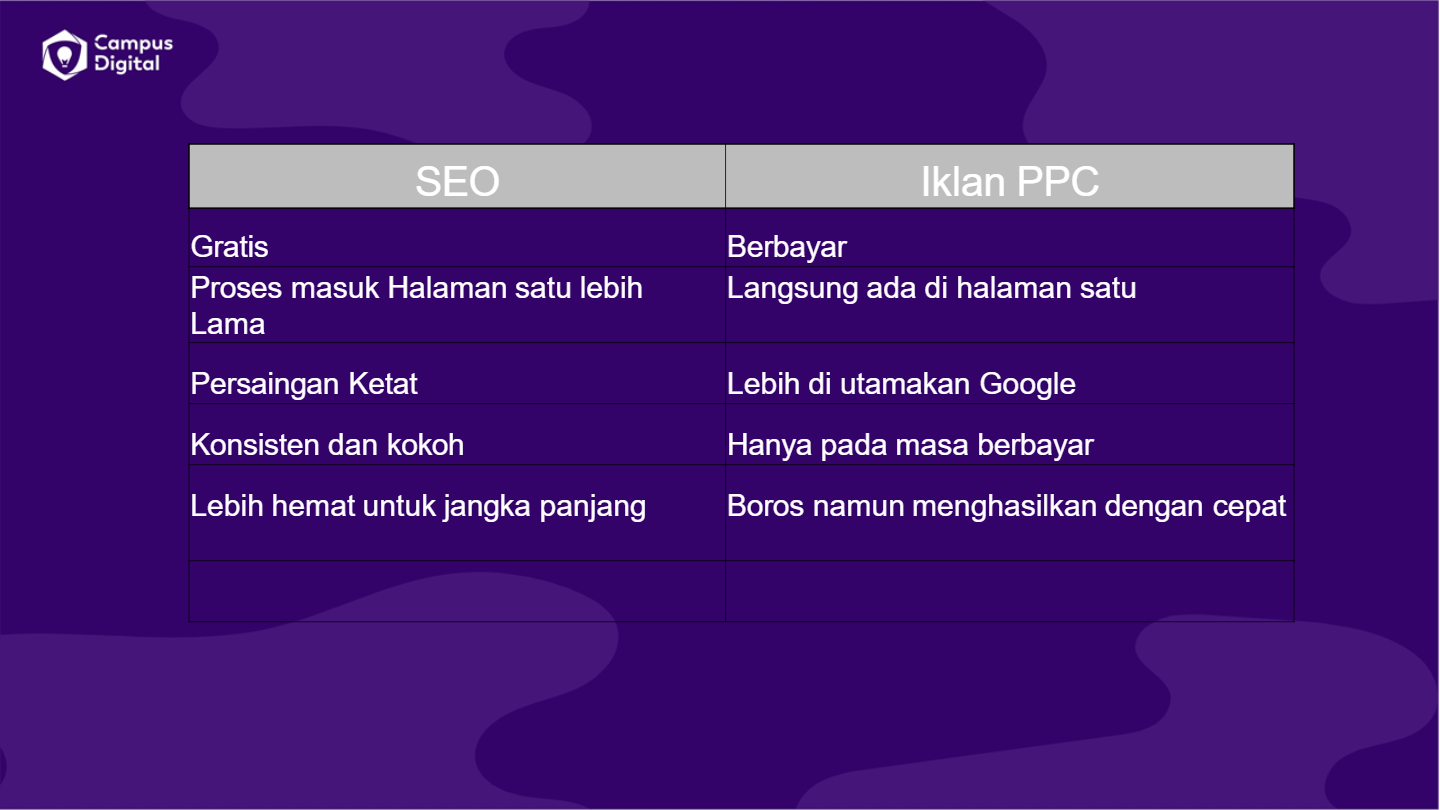 Campus
Digital
SEO
Iklan PPC
Gratis
Berbayar
Proses masuk Halaman satu lebih
Lama
Langsung ada di halaman satu
Persaingan Ketat
Lebih di utamakan Google
Konsisten dan kokoh
Hanya pada masa berbayar
Lebih hemat untuk jangka panjang
Boros namun menghasilkan dengan cepat